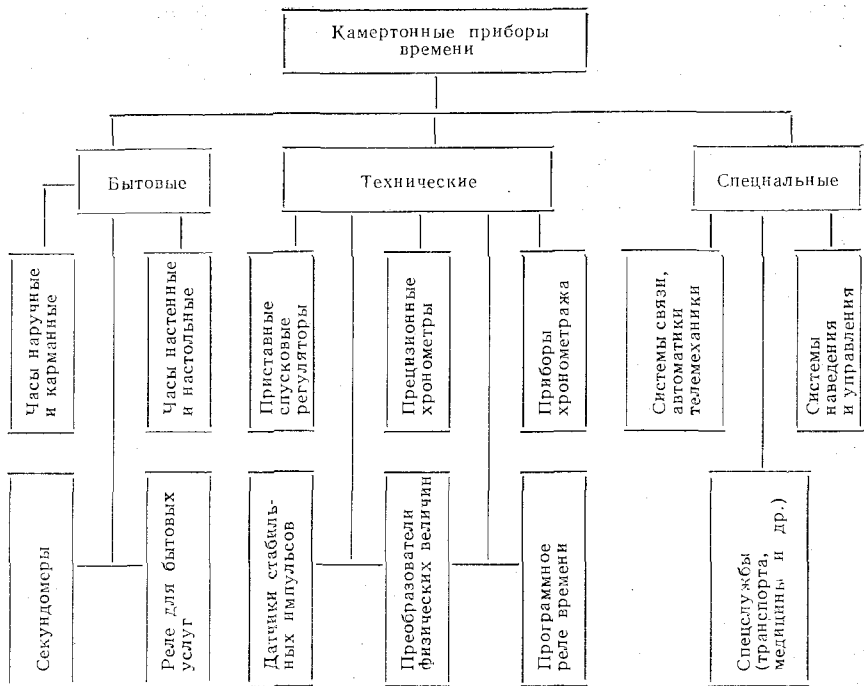 Камертонные приборы
времени
Бытовые
Технические
Специальные
Часы наручные
и карманные
Часы настенные
и настольные
Приставные
спусковые
регуляторы
Прецизионные
хронометры
Приборы
хронометража
Системы связи,
автоматики
телемеханики
Системы
наведения
и управления
Секундомеры
Реле для бытовых
услуг
Датчики стабиль-
ных импульсов
Преобразователи
физических величин
Программное
реле времени
Спецслужбы
(транспорта,
медицины и др.)